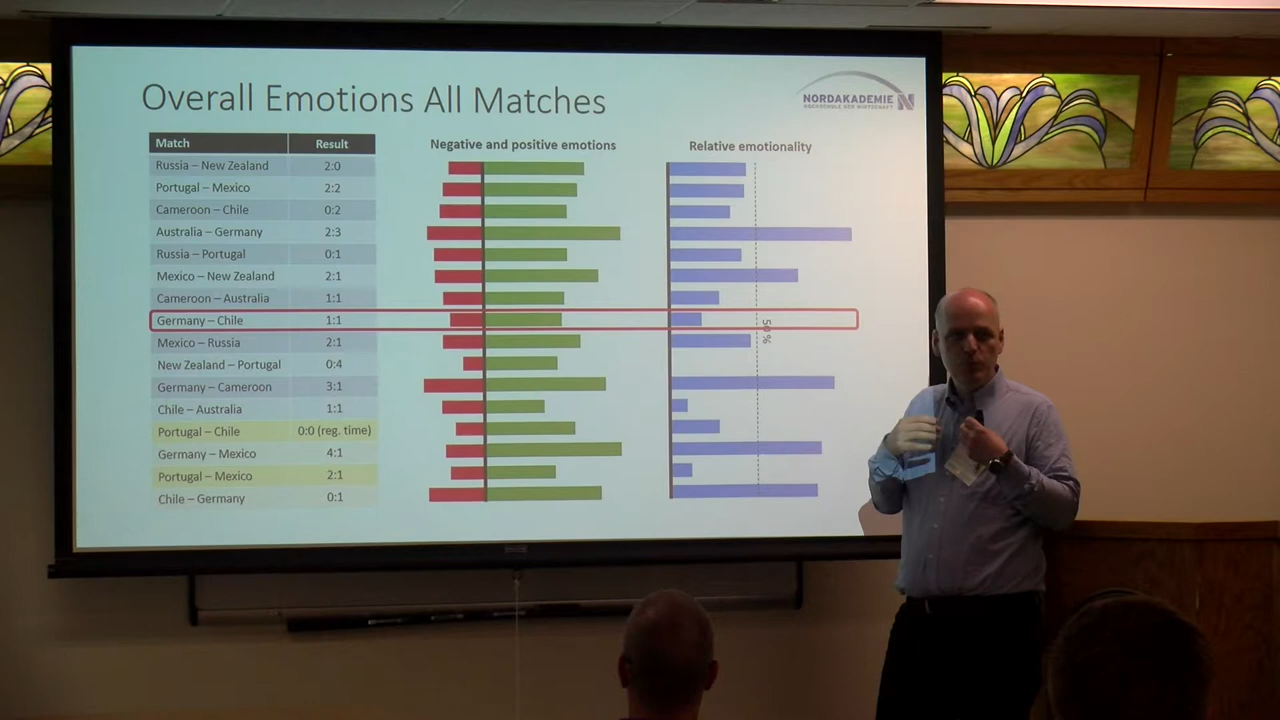 Overall Emotions All Matches
NORDAKADEMIE N
HOCHSCHULE DER WIRTSCHAFT
Match Result
Negative and positive emotions
Relative emotionality
Russia – New Zealand 2:0
Portugal – Mexico 2:2
Cameroon – Chile 0:2
Australia – Germany 2:3
Russia – Portugal 0:1
Mexico – New Zealand 2:1
Cameroon – Australia 1:1
Germany – Chile 1:1
50 %
Mexico – Russia 2:1
New Zealand – Portugal 0:4
Germany – Cameroon 3:1
Chile – Australia 1:1
Portugal – Chile 0:0 (reg. time)
Germany – Mexico 4:1
Portugal – Mexico 2:1
Chile – Germany 0:1